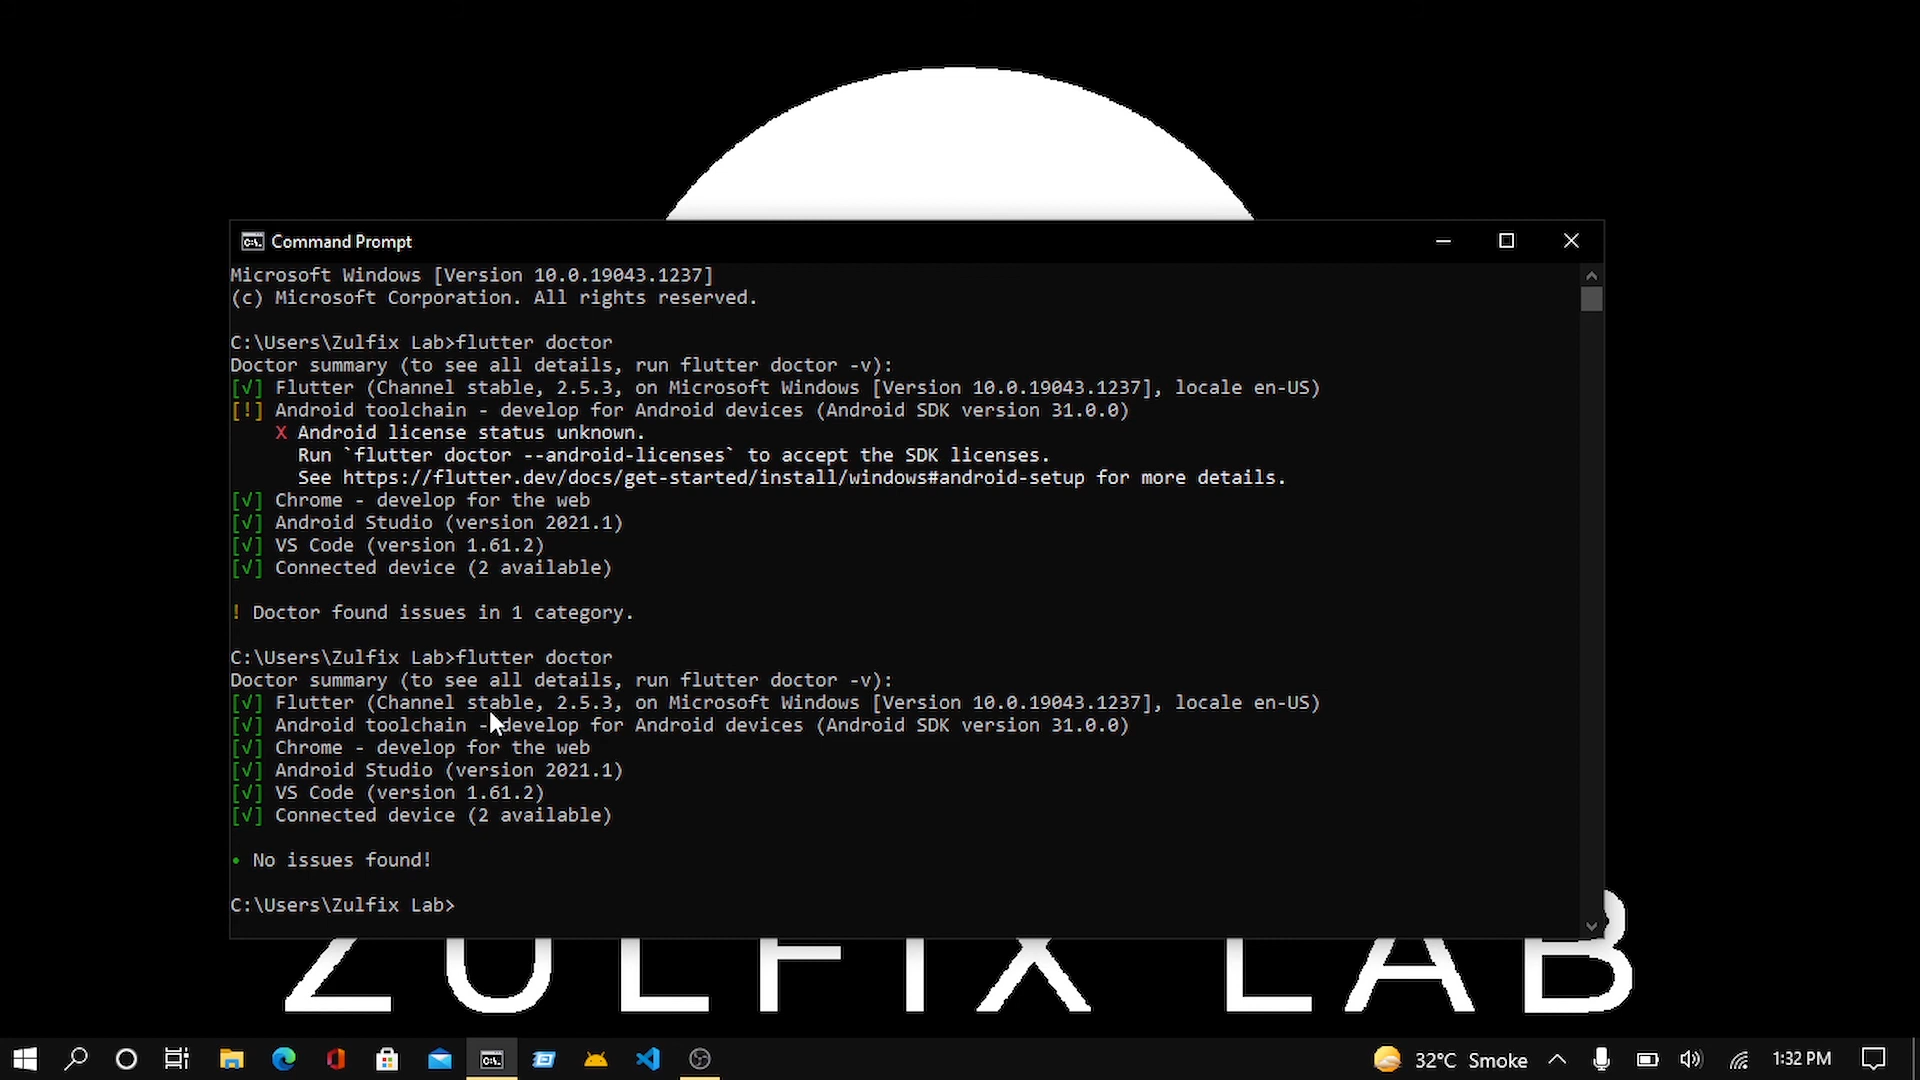 Command Prompt
Microsoft Windows [Version 10.0.19043.1237]
(c) Microsoft Corporation. All rights reserved.
C:\Users\Zulfix Lab>flutter doctor
Doctor summary (to see all details, run flutter doctor -v):
[√] Flutter (Channel stable, 2.5.3, on Microsoft Windows [Version 10.0.19043.1237], locale en-US)
[!] Android toolchain - develop for Android devices (Android SDK version 31.0.0)
X Android license status unknown.
Run `flutter doctor --android-licenses` to accept the SDK licenses.
See https://flutter.dev/docs/get-started/install/windows#android-setup for more details.
[√] Chrome - develop for the web
[√] Android Studio (version 2021.1)
[√] VS Code (version 1.61.2)
[√] Connected device (2 available)
! Doctor found issues in 1 category.
C:\Users\Zulfix Lab>flutter doctor
Doctor summary (to see all details, run flutter doctor -v):
[√] Flutter (Channel stable, 2.5.3, on Microsoft Windows [Version 10.0.19043.1237], locale en-US)
[√] Android toolchain - develop for Android devices (Android SDK version 31.0.0)
[√] Chrome - develop for the web
[√] Android Studio (version 2021.1)
[√] VS Code (version 1.61.2)
[√] Connected device (2 available)
• No issues found!
C:\Users\Zulfix Lab>
ZULFIX LAB
32°C Smoke
1:32 PM